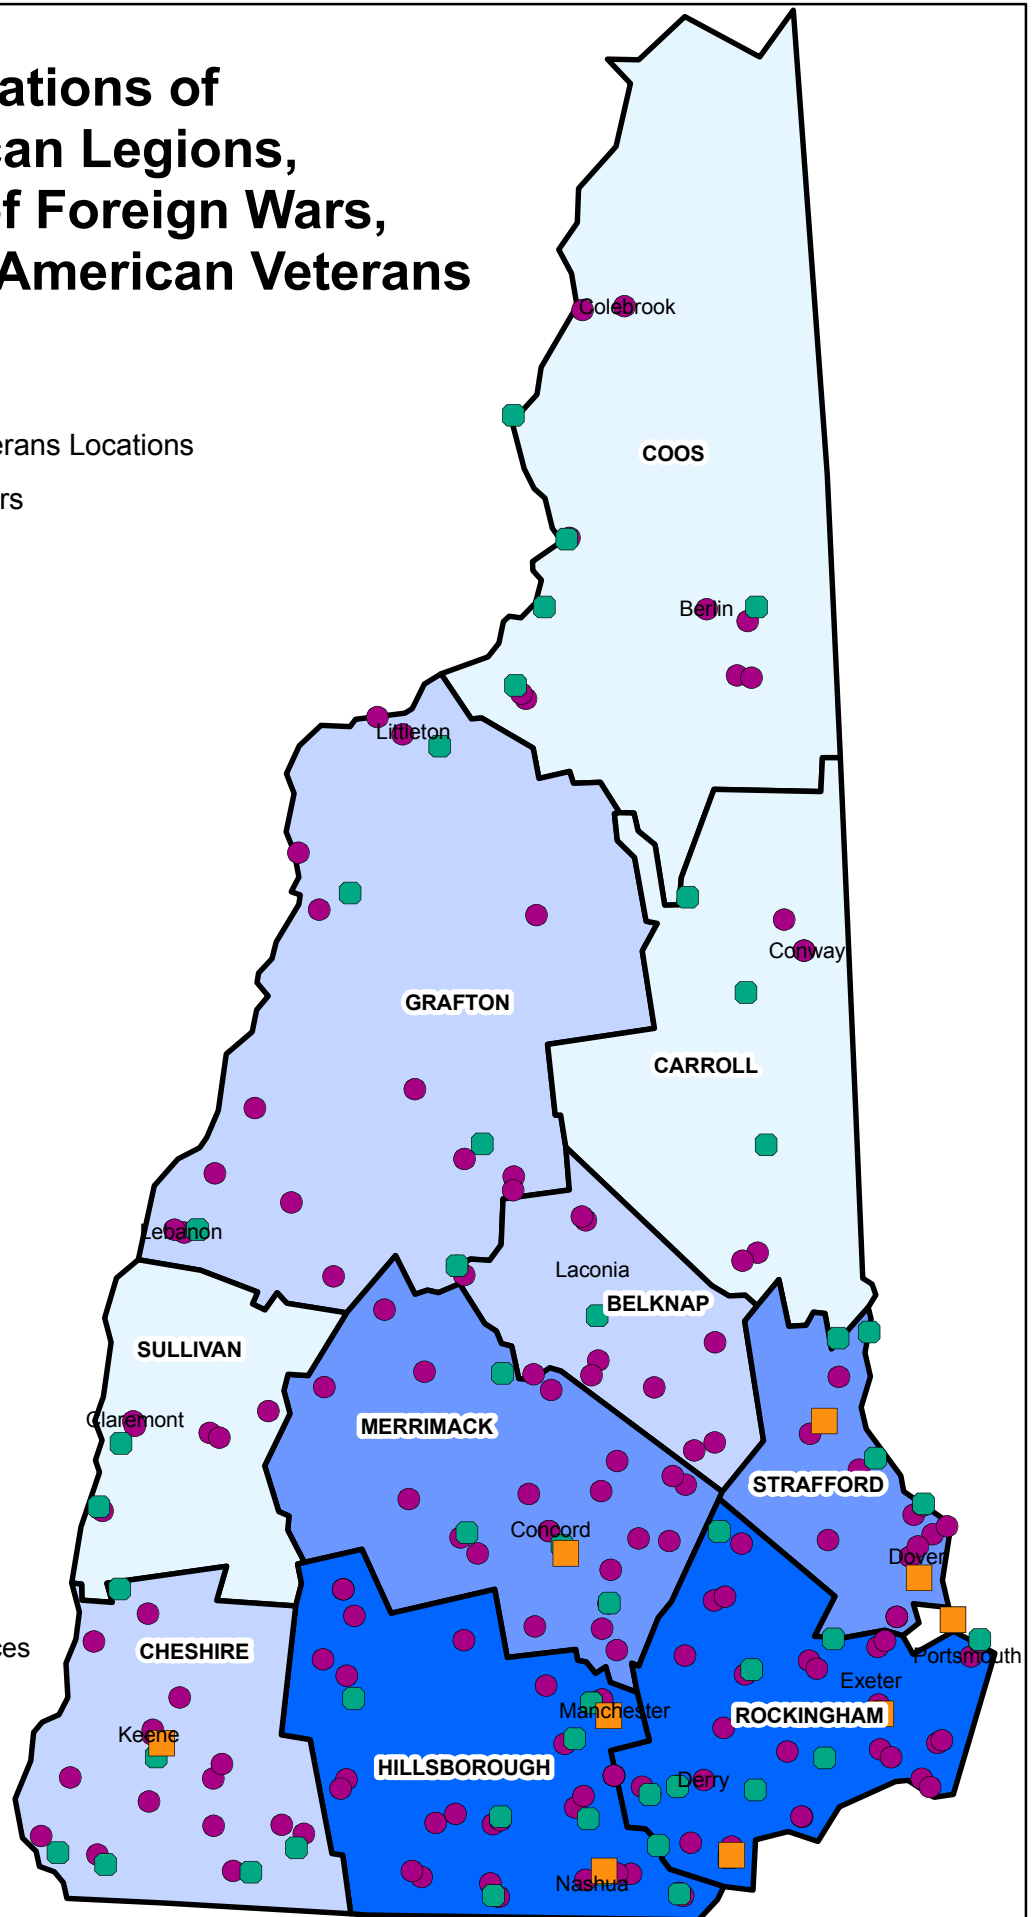 ations of
can Legions,
of Foreign Wars,
American Veterans
erans Locations
rs
Colebrook
COOS
Berlin
Littleton
Conway
GRAFTON
CARROLL
Lebanon
Laconia
BELKNAP
SULLIVAN
Claremont
MERRIMACK
STRAFFORD
Concord
Dover
ces
CHESHIRE
Portsmouth
Exeter
Keene
Manchester
ROCKINGHAM
HILLSBOROUGH
Derry
Nashua